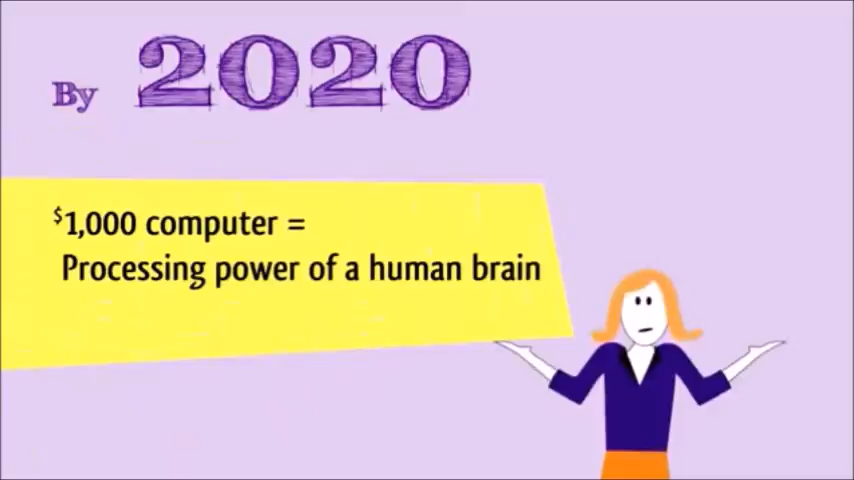 By 2020
$1,000 computer =
Processing power of a human brain